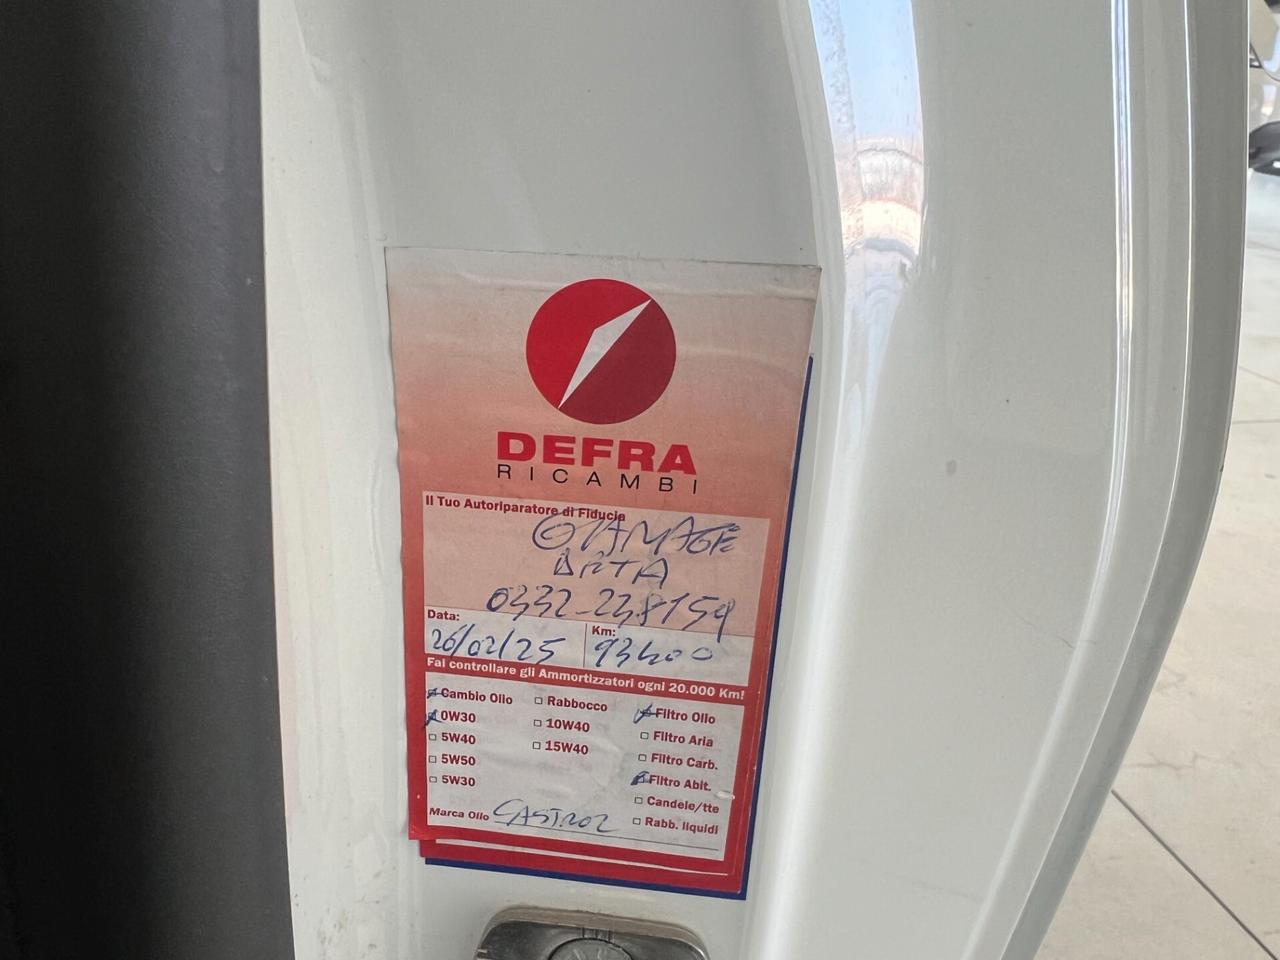 DEFRA
RICAMBI
Il Tuo Autoriparatore di Fiducia
0332-238159
Data: Km:
26/02/25 93400
Fai controllare gli Ammortizzatori ogni 20.000 Km!
Cambio Olio Rabbocco Filtro Olio
0W30 10W40 Filtro Aria
5W40 15W40 Filtro Carb.
5W50 Filtro Abit.
5W30 Candele/tte
Marca Olio CASTROL Rabb. liquidi